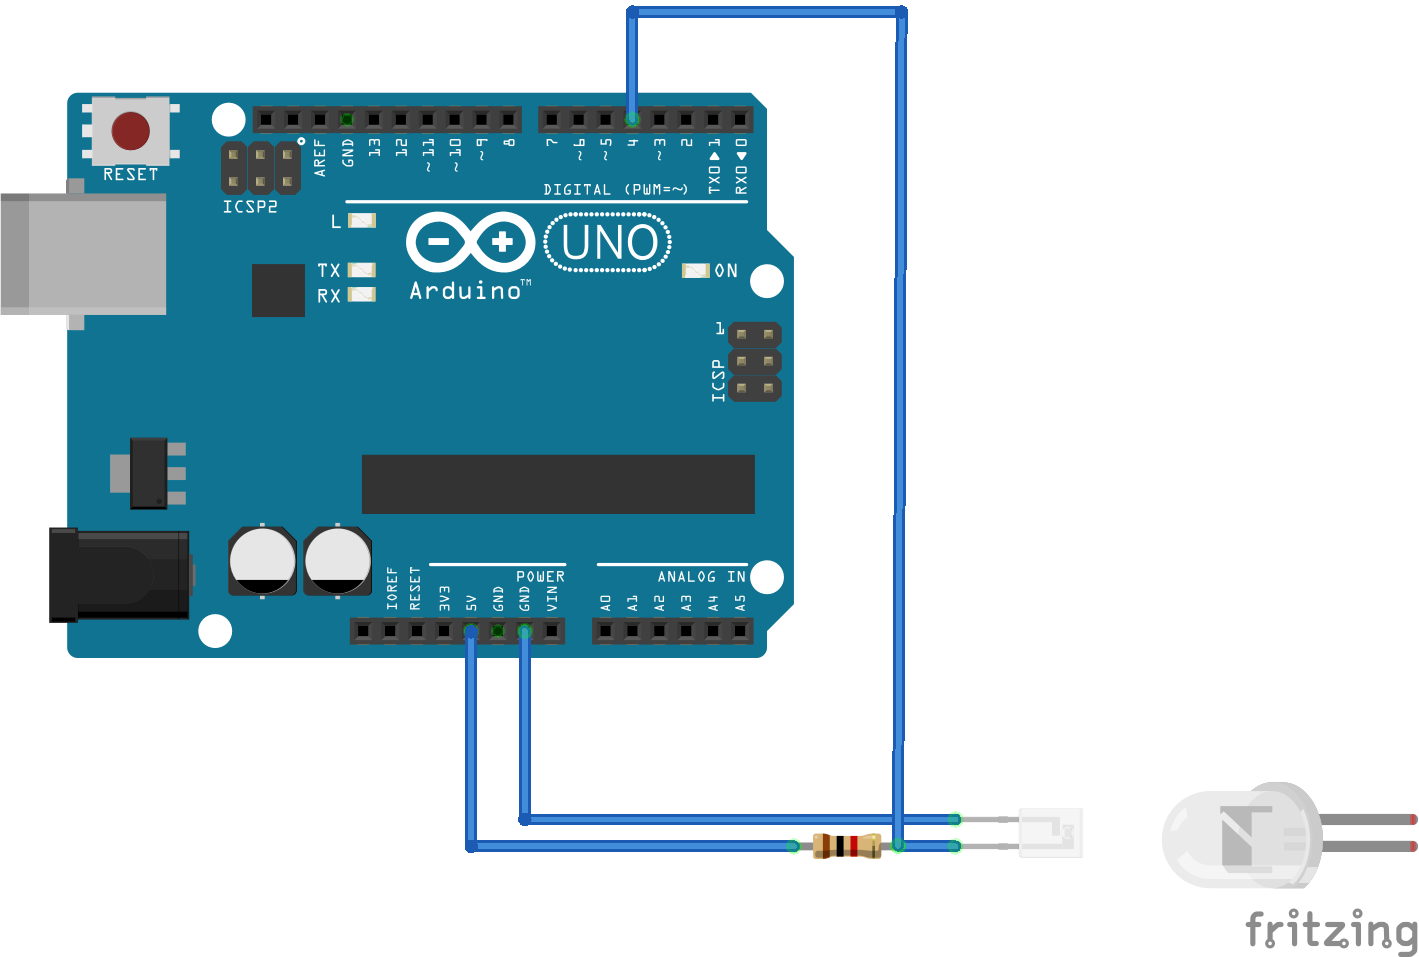 RESET
ICSP2
AREF
GND
13
12
~11
~10
~9
8
7
~6
~5
4
~3
2
TX0▶1
RX0◀0
DIGITAL (PWM=~)
L
TX
RX
UNO
Arduino™
ON
1
ICSP
IOREF
RESET
3V3
5V
GND
GND
VIN
POWER
ANALOG IN
A0
A1
A2
A3
A4
A5
fritzing